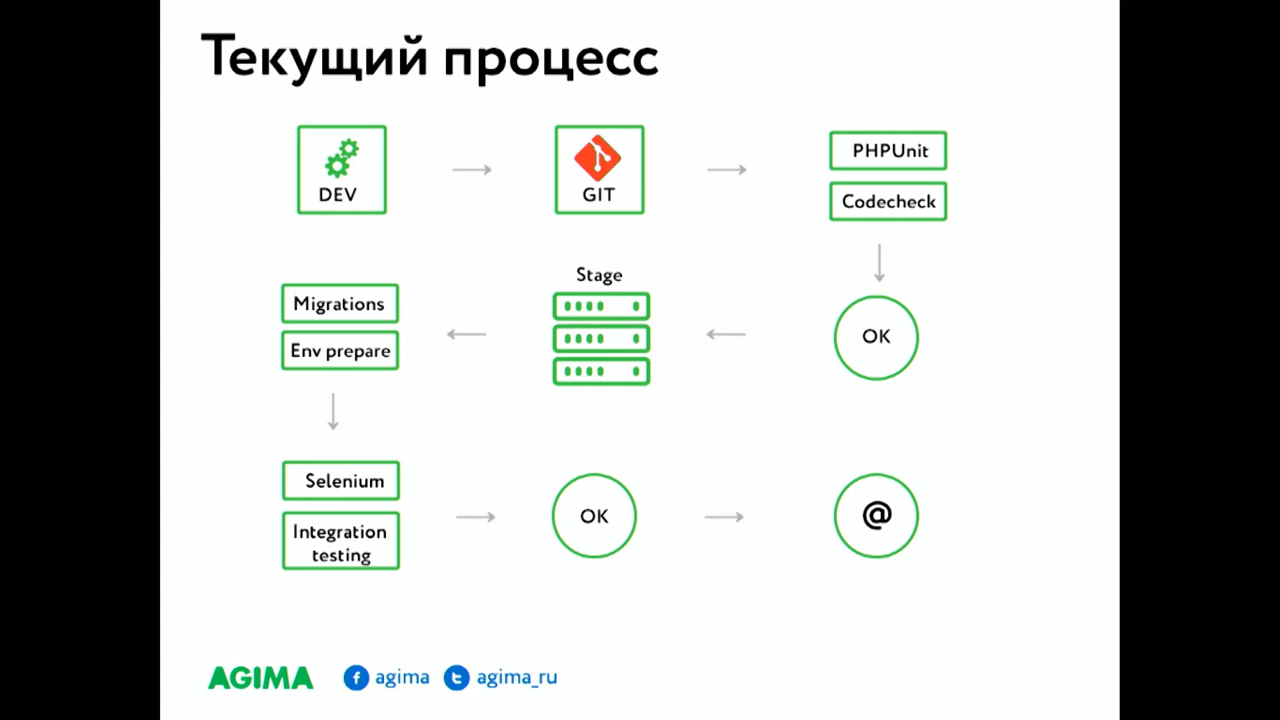 Текущий процесс
DEV
GIT
PHPUnit
Codecheck
Migrations
Env prepare
Stage
OK
Selenium
Integration
testing
OK
@
AGIMA
agima
agima_ru